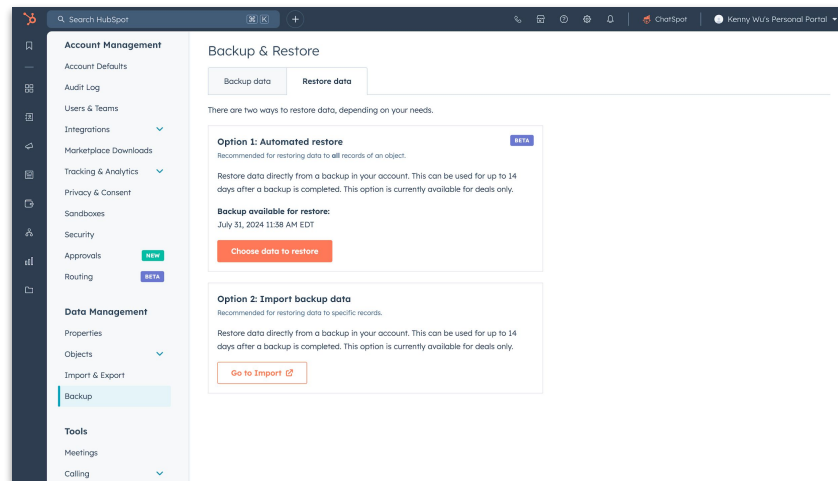 Search HubSpot
⌘ K
+
ChatSpot
Kenny Wu's Personal Portal
Account Management
Account Defaults
Audit Log
Users & Teams
Integrations
Marketplace Downloads
Tracking & Analytics
Privacy & Consent
Sandboxes
Security
Approvals NEW
Routing BETA
Data Management
Properties
Objects
Import & Export
Backup
Tools
Meetings
Calling
Backup & Restore
Backup data
Restore data
There are two ways to restore data, depending on your needs.
Option 1: Automated restore
BETA
Recommended for restoring data to all records of an object.
Restore data directly from a backup in your account. This can be used for up to 14
days after a backup is completed. This option is currently available for deals only.
Backup available for restore:
July 31, 2024 11:38 AM EDT
Choose data to restore
Option 2: Import backup data
Recommended for restoring data to specific records.
Restore data directly from a backup in your account. This can be used for up to 14
days after a backup is completed. This option is currently available for deals only.
Go to Import